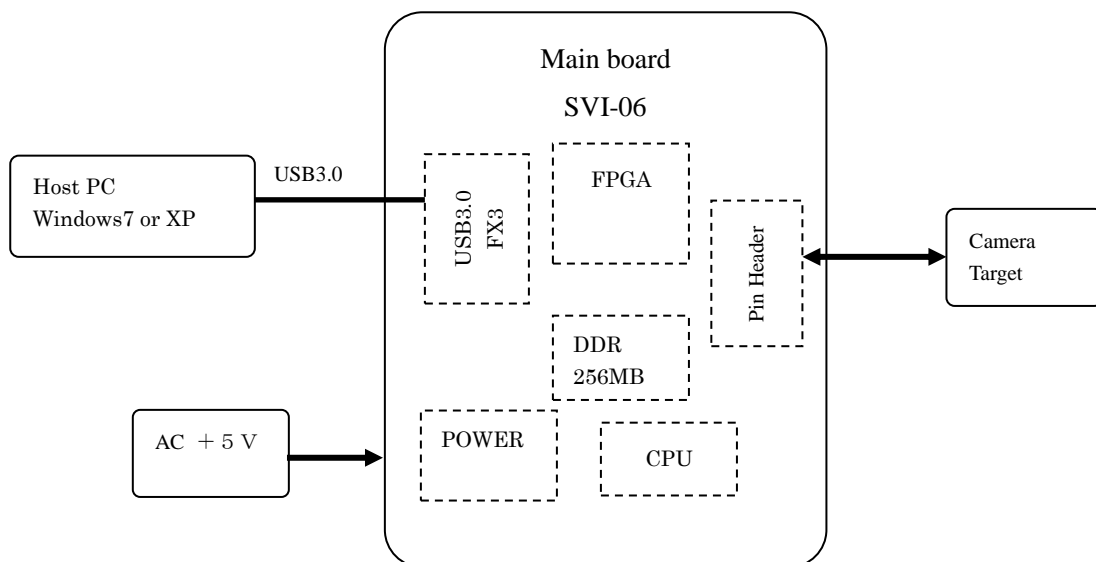 Main board
SVI-06
Host PC
Windows7 or XP
USB3.0
USB3.0
FX3
FPGA
Pin Header
Camera
Target
DDR
256MB
AC ＋５Ｖ
POWER
CPU